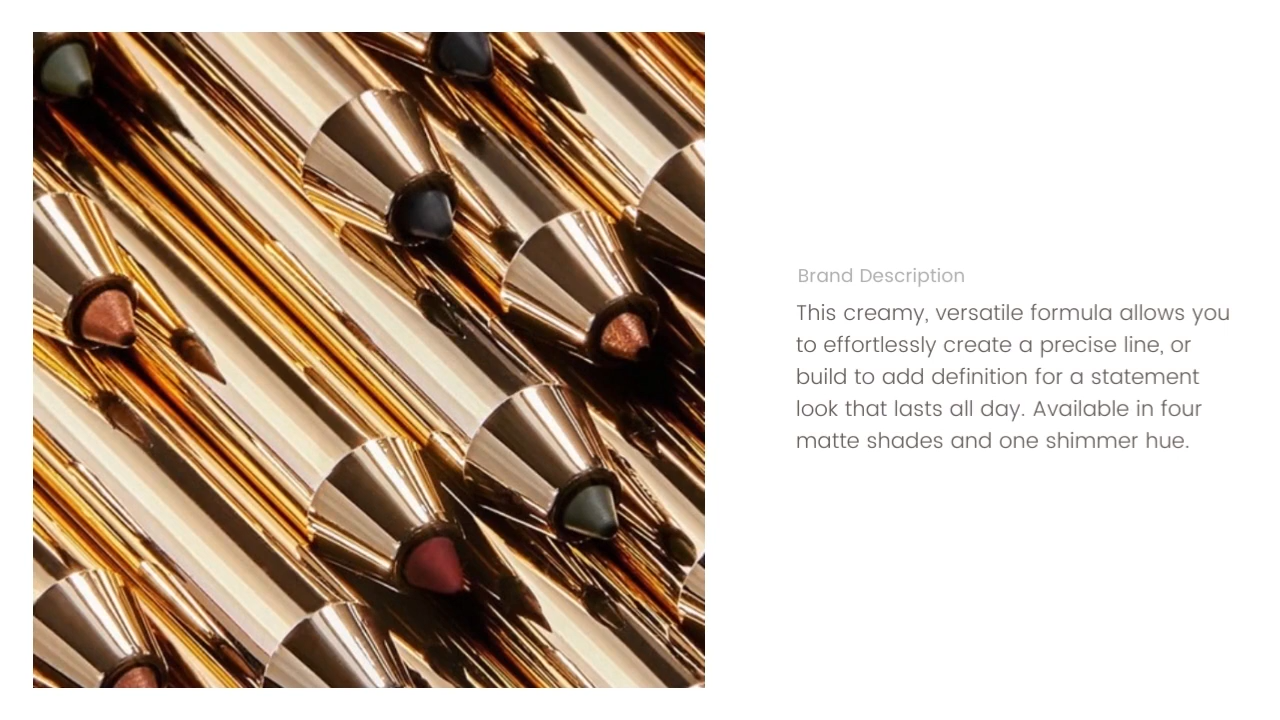 Brand Description
This creamy, versatile formula allows you
to effortlessly create a precise line, or
build to add definition for a statement
look that lasts all day. Available in four
matte shades and one shimmer hue.